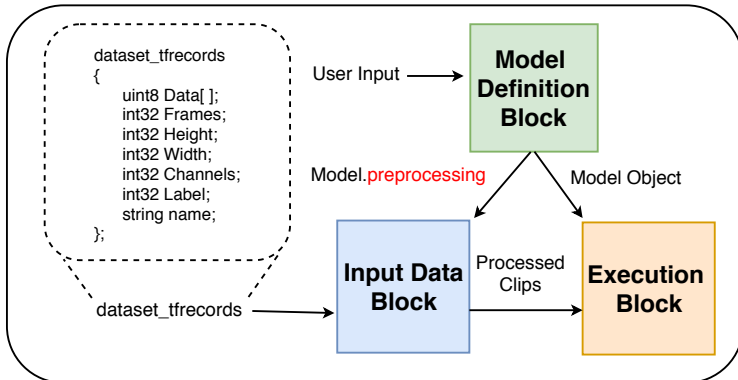 dataset_tfrecords
{
uint8 Data[ ];
int32 Frames;
int32 Height;
int32 Width;
int32 Channels;
int32 Label;
string name;
};
dataset_tfrecords
User Input
Model
Definition
Block
Model.preprocessing
Model Object
Input Data
Block
Processed
Clips
Execution
Block